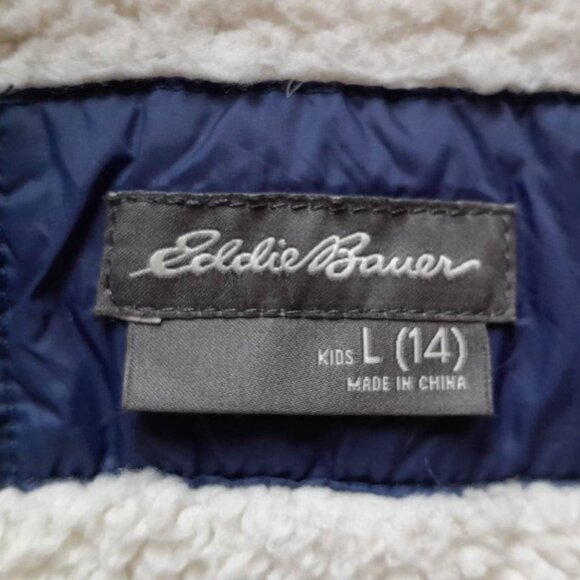 Eddie Bauer
KIDS L (14)
MADE IN CHINA